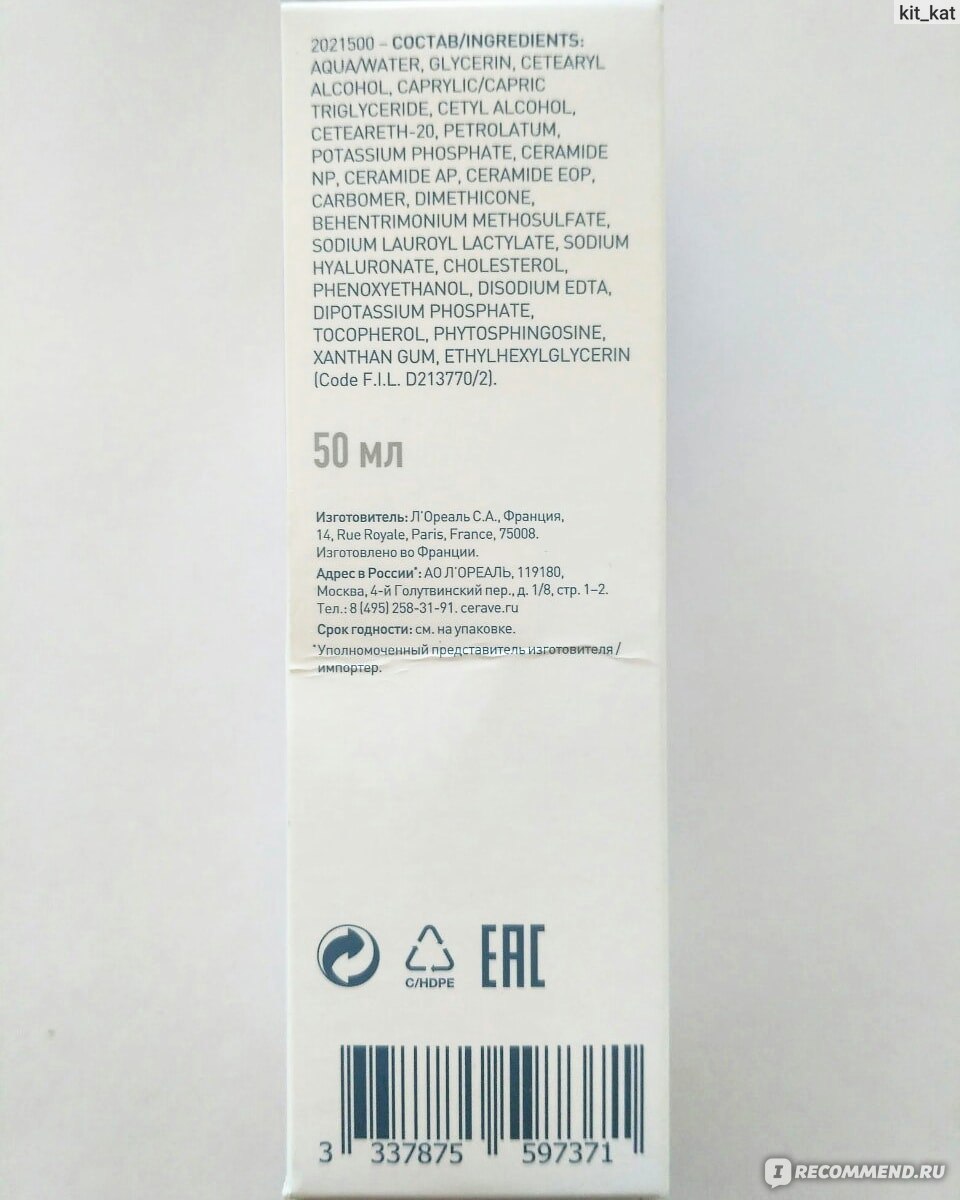 kit_kat
2021500 – СОСТАВ/INGREDIENTS:
AQUA/WATER, GLYCERIN, CETEARYL
ALCOHOL, CAPRYLIC/CAPRIC
TRIGLYCERIDE, CETYL ALCOHOL,
CETEARETH-20, PETROLATUM,
POTASSIUM PHOSPHATE, CERAMIDE
NP, CERAMIDE AP, CERAMIDE EOP,
CARBOMER, DIMETHICONE,
BEHENTRIMONIUM METHOSULFATE,
SODIUM LAUROYL LACTYLATE, SODIUM
HYALURONATE, CHOLESTEROL,
PHENOXYETHANOL, DISODIUM EDTA,
DIPOTASSIUM PHOSPHATE,
TOCOPHEROL, PHYTOSPHINGOSINE,
XANTHAN GUM, ETHYLHEXYLGLYCERIN
(Code F.I.L. D213770/2).
50 мл
Изготовитель: Л'Ореаль С.А., Франция,
14, Rue Royale, Paris, France, 75008.
Изготовлено во Франции.
Адрес в России*: АО Л'ОРЕАЛЬ, 119180,
Москва, 4-й Голутвинский пер., д. 1/8, стр. 1–2.
Тел.: 8 (495) 258-31-91. cerave.ru
Срок годности: см. на упаковке.
*Уполномоченный представитель изготовителя /
импортер.
C/HDPE
EAC
3 337875 597371
I RECOMMEND.RU